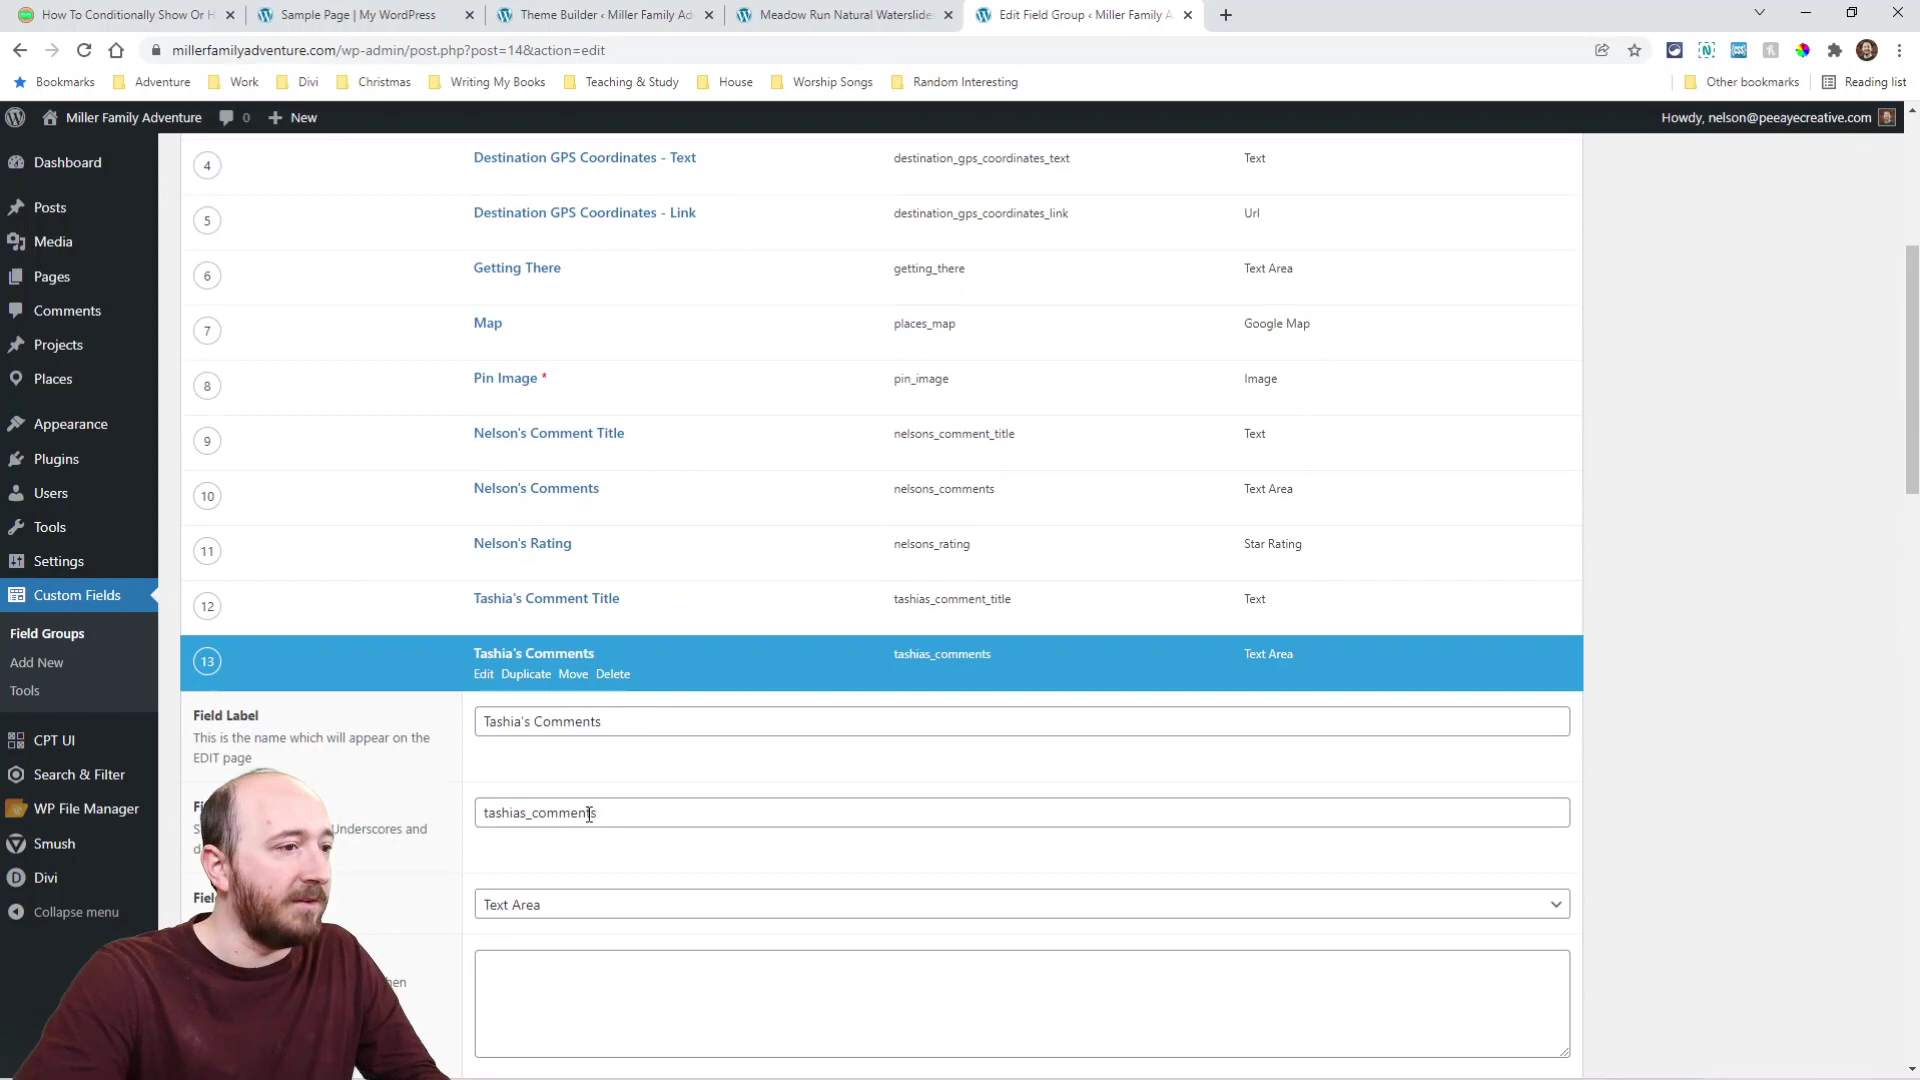 How To Conditionally Show Or H
Sample Page | My WordPress
Theme Builder ‹ Miller Family Ad
Meadow Run Natural Waterslide
Edit Field Group ‹ Miller Family A
millerfamilyadventure.com/wp-admin/post.php?post=14&action=edit
Bookmarks
Adventure
Work
Divi
Christmas
Writing My Books
Teaching & Study
House
Worship Songs
Random Interesting
Other bookmarks
Reading list
Miller Family Adventure
0
New
Howdy, nelson@peeayecreative.com
Dashboard
Posts
Media
Pages
Comments
Projects
Places
Appearance
Plugins
Users
Tools
Settings
Custom Fields
Field Groups
Add New
Tools
CPT UI
Search & Filter
WP File Manager
Smush
Divi
Collapse menu
4 Destination GPS Coordinates - Text destination_gps_coordinates_text Text
5 Destination GPS Coordinates - Link destination_gps_coordinates_link Url
6 Getting There getting_there Text Area
7 Map places_map Google Map
8 Pin Image * pin_image Image
9 Nelson's Comment Title nelsons_comment_title Text
10 Nelson's Comments nelsons_comments Text Area
11 Nelson's Rating nelsons_rating Star Rating
12 Tashia's Comment Title tashias_comment_title Text
13 Tashia's Comments tashias_comments Text Area
Edit Duplicate Move Delete
Field Label
This is the name which will appear on the
EDIT page
Tashia's Comments
Underscores and
tashias_comments
Text Area